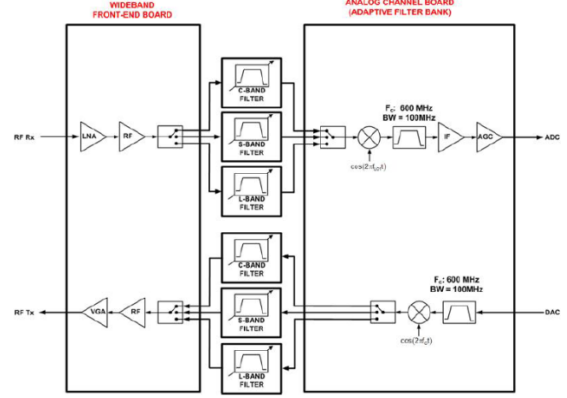 WIDEBAND
FRONT-END BOARD
ANALOG CHANNEL BOARD
(ADAPTIVE FILTER BANK)
C-BAND
FILTER
F_c: 600 MHz
BW = 100MHz
RF Rx
LNA
RF
S-BAND
FILTER
IF
AGC
ADC
L-BAND
FILTER
C-BAND
FILTER
F_c: 600 MHz
BW = 100MHz
RF Tx
VGA
RF
S-BAND
FILTER
DAC
L-BAND
FILTER